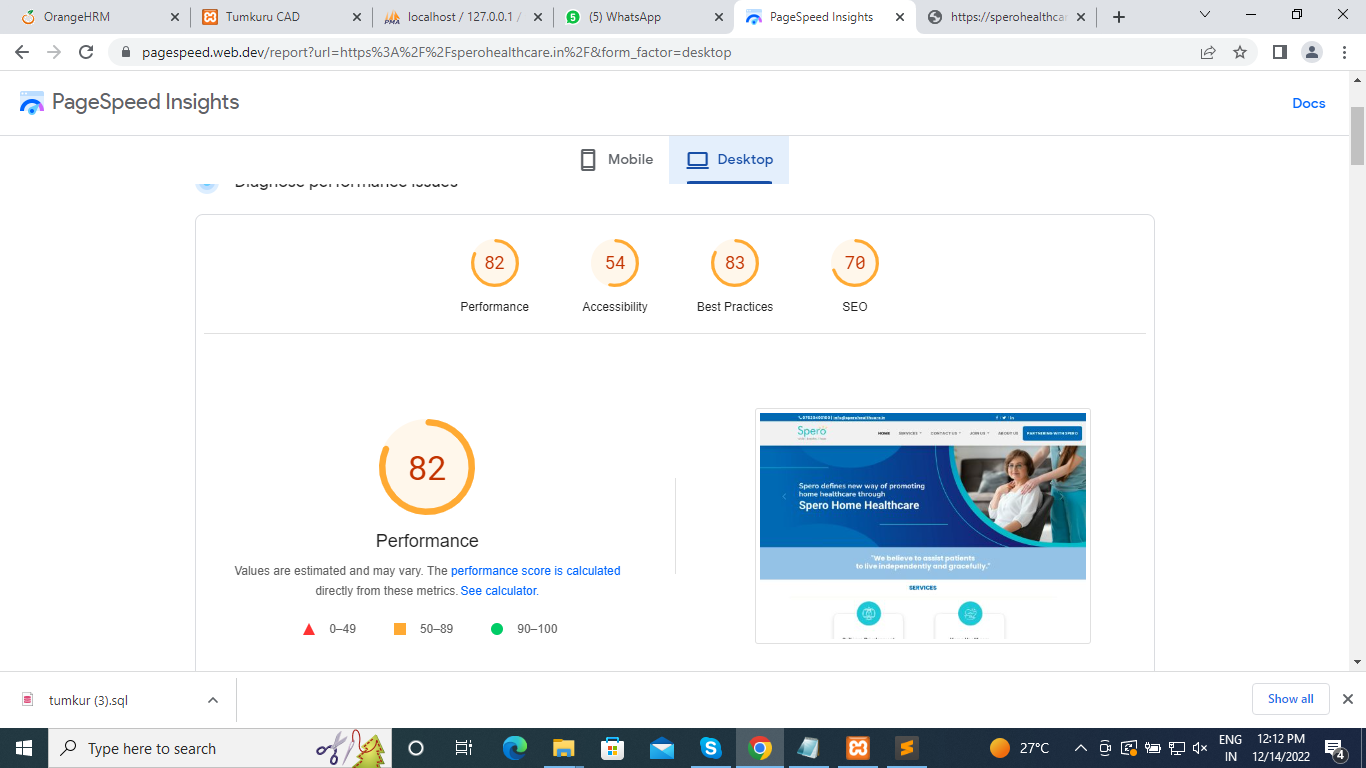 OrangeHRM
Tumkuru CAD
localhost / 127.0.0.1 /
(5) WhatsApp
PageSpeed Insights
https://sperohealthcar
pagespeed.web.dev/report?url=https%3A%2F%2Fsperohealthcare.in%2F&form_factor=desktop
PageSpeed Insights
Docs
Mobile
Desktop
Diagnose performance issues
82
54
83
70
Performance
Accessibility
Best Practices
SEO
82
Performance
Values are estimated and may vary. The performance score is calculated
directly from these metrics. See calculator.
0–49
50–89
90–100
Spero
HOME
SERVICES
CONTACT US
JOIN US
ABOUT US
PARTNERING WITH SPERO
Spero defines new way of promoting
home healthcare through
Spero Home Healthcare
"We believe to assist patients
to live independently and gracefully."
SERVICES
tumkur (3).sql
Show all
Type here to search
27°C
ENG
IN
12:12 PM
12/14/2022
4